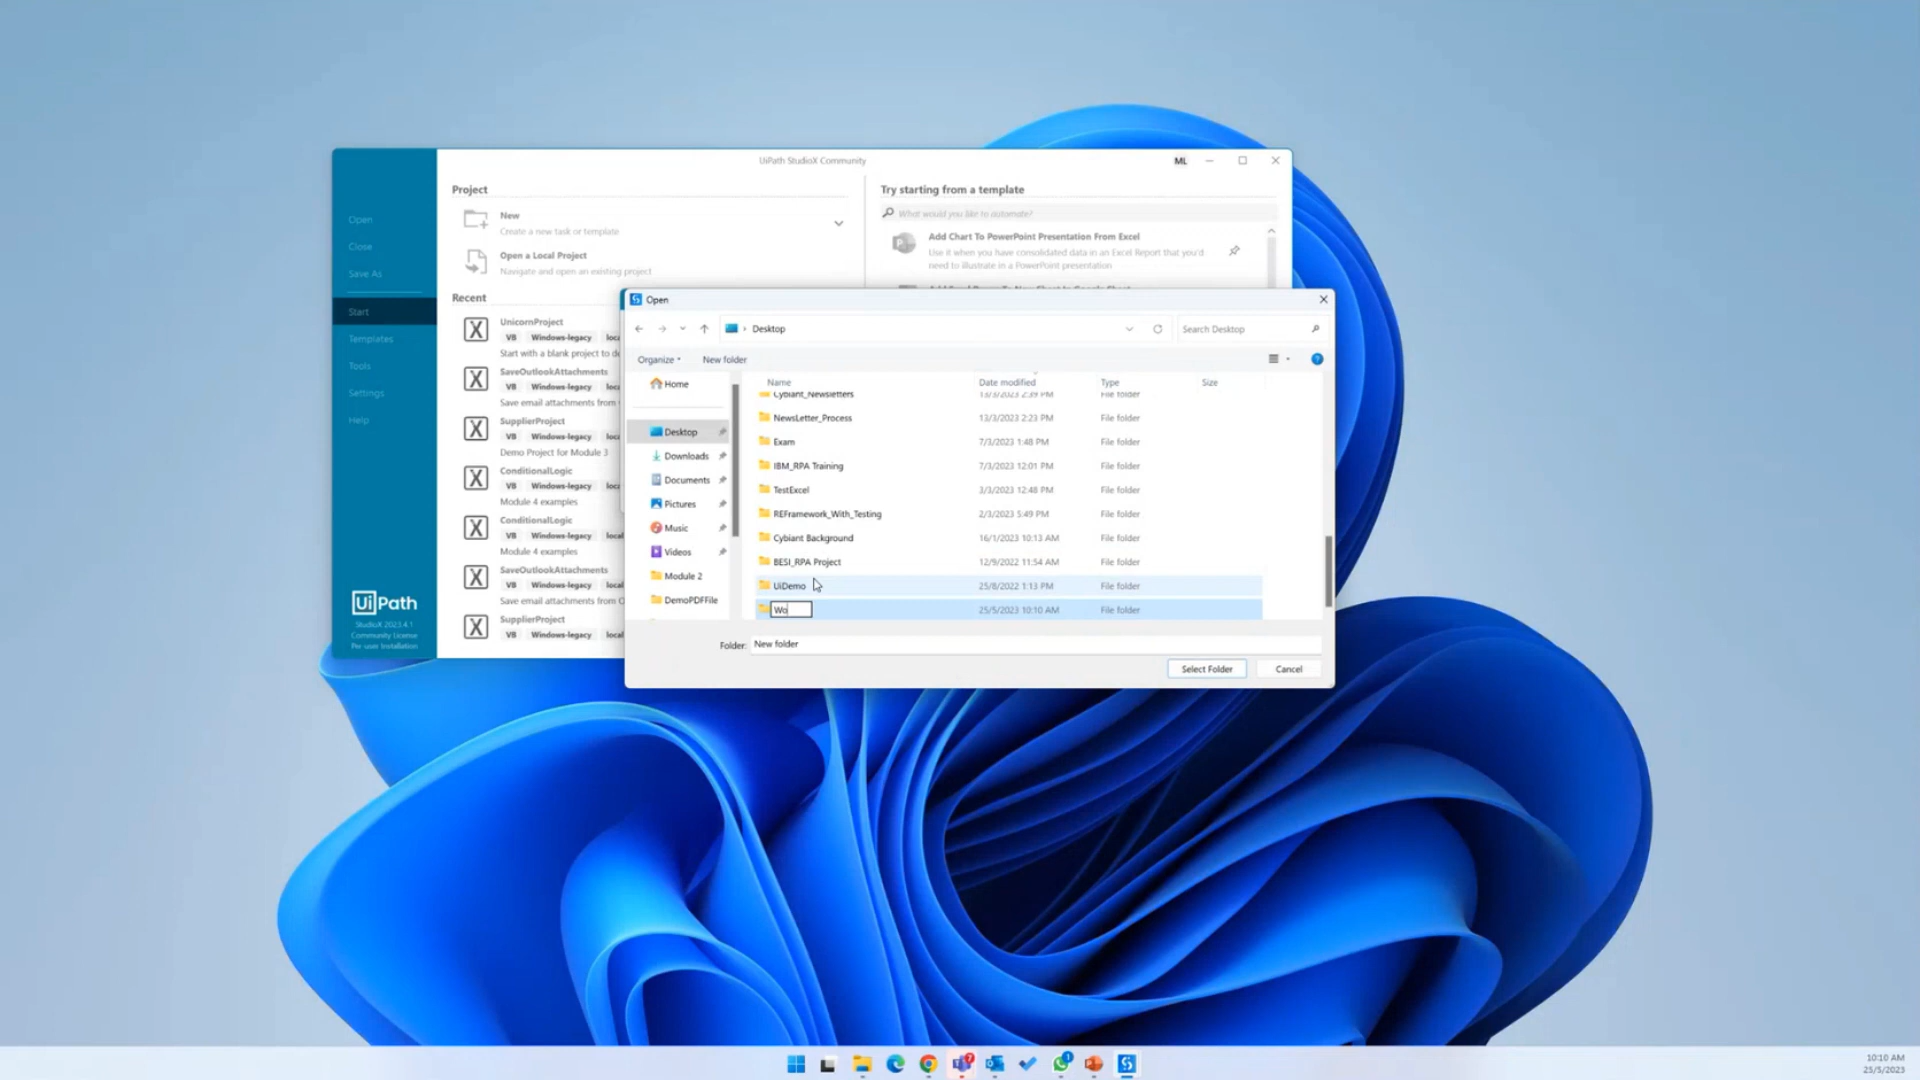 UiPath StudioX Community
ML
Open
Close
Save As
Start
Templates
Tools
Settings
Help
UiPath
StudioX 2023.4.1
Community License
Per-user Installation
Project
New
Create a new task or template
Open a Local Project
Navigate and open an existing project
Recent
UnicornProject
VB Windows-legacy
Start with a blank project to
SaveOutlookAttachments
VB Windows-legacy
Save email attachments from
SupplierProject
VB Windows-legacy
Demo Project for Module 3
ConditionalLogic
VB Windows-legacy
Module 4 examples
ConditionalLogic
VB Windows-legacy local
Module 4 examples
SaveOutlookAttachments
VB Windows-legacy local
Save email attachments from O
SupplierProject
VB Windows-legacy local
Try starting from a template
What would you like to automate?
Add Chart To PowerPoint Presentation From Excel
Use it when you have consolidated data in an Excel Report that you'd
need to illustrate in a PowerPoint presentation
Open
Desktop
Search Desktop
Organize
New folder
Home
Desktop
Downloads
Documents
Pictures
Music
Videos
Module 2
DemoPDFFile
Name Date modified Type Size
Cybiant_Newsletters 13/3/2023 2:39 PM File folder
NewsLetter_Process 13/3/2023 2:23 PM File folder
Exam 7/3/2023 1:48 PM File folder
IBM_RPA Training 7/3/2023 12:01 PM File folder
TestExcel 3/3/2023 12:48 PM File folder
REFramework_With_Testing 2/3/2023 5:49 PM File folder
Cybiant Background 16/1/2023 10:13 AM File folder
BESI_RPA Project 12/9/2022 11:54 AM File folder
UiDemo 25/8/2022 1:13 PM File folder
Wo 25/5/2023 10:10 AM File folder
Folder: New folder
Select Folder
Cancel
7
1
10:10 AM
25/5/2023